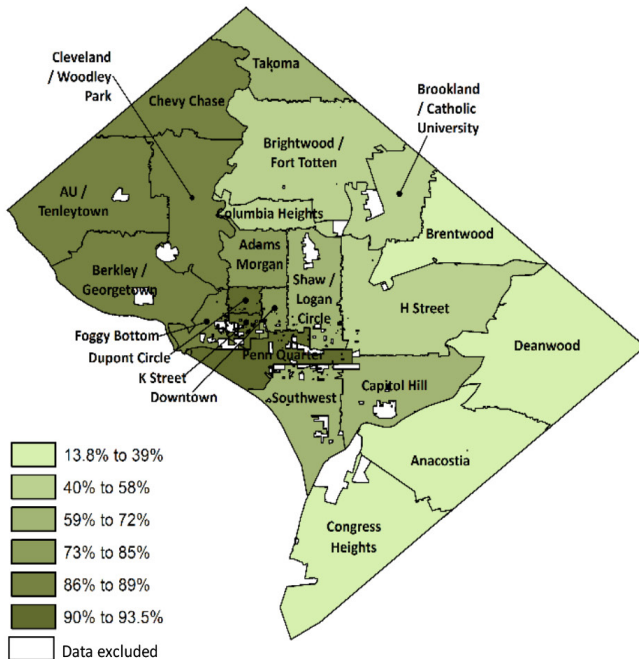 Cleveland
/ Woodley
Park
Takoma
Chevy Chase
Brookland
/ Catholic
University
Brightwood /
Fort Totten
AU /
Tenleytown
Columbia Heights
Brentwood
Adams
Morgan
Berkley /
Georgetown
Shaw /
Logan
Circle
H Street
Foggy Bottom
Dupont Circle
K Street
Downtown
Penn Quarter
Deanwood
Capitol Hill
Southwest
Anacostia
Congress
Heights
13.8% to 39%
40% to 58%
59% to 72%
73% to 85%
86% to 89%
90% to 93.5%
Data excluded